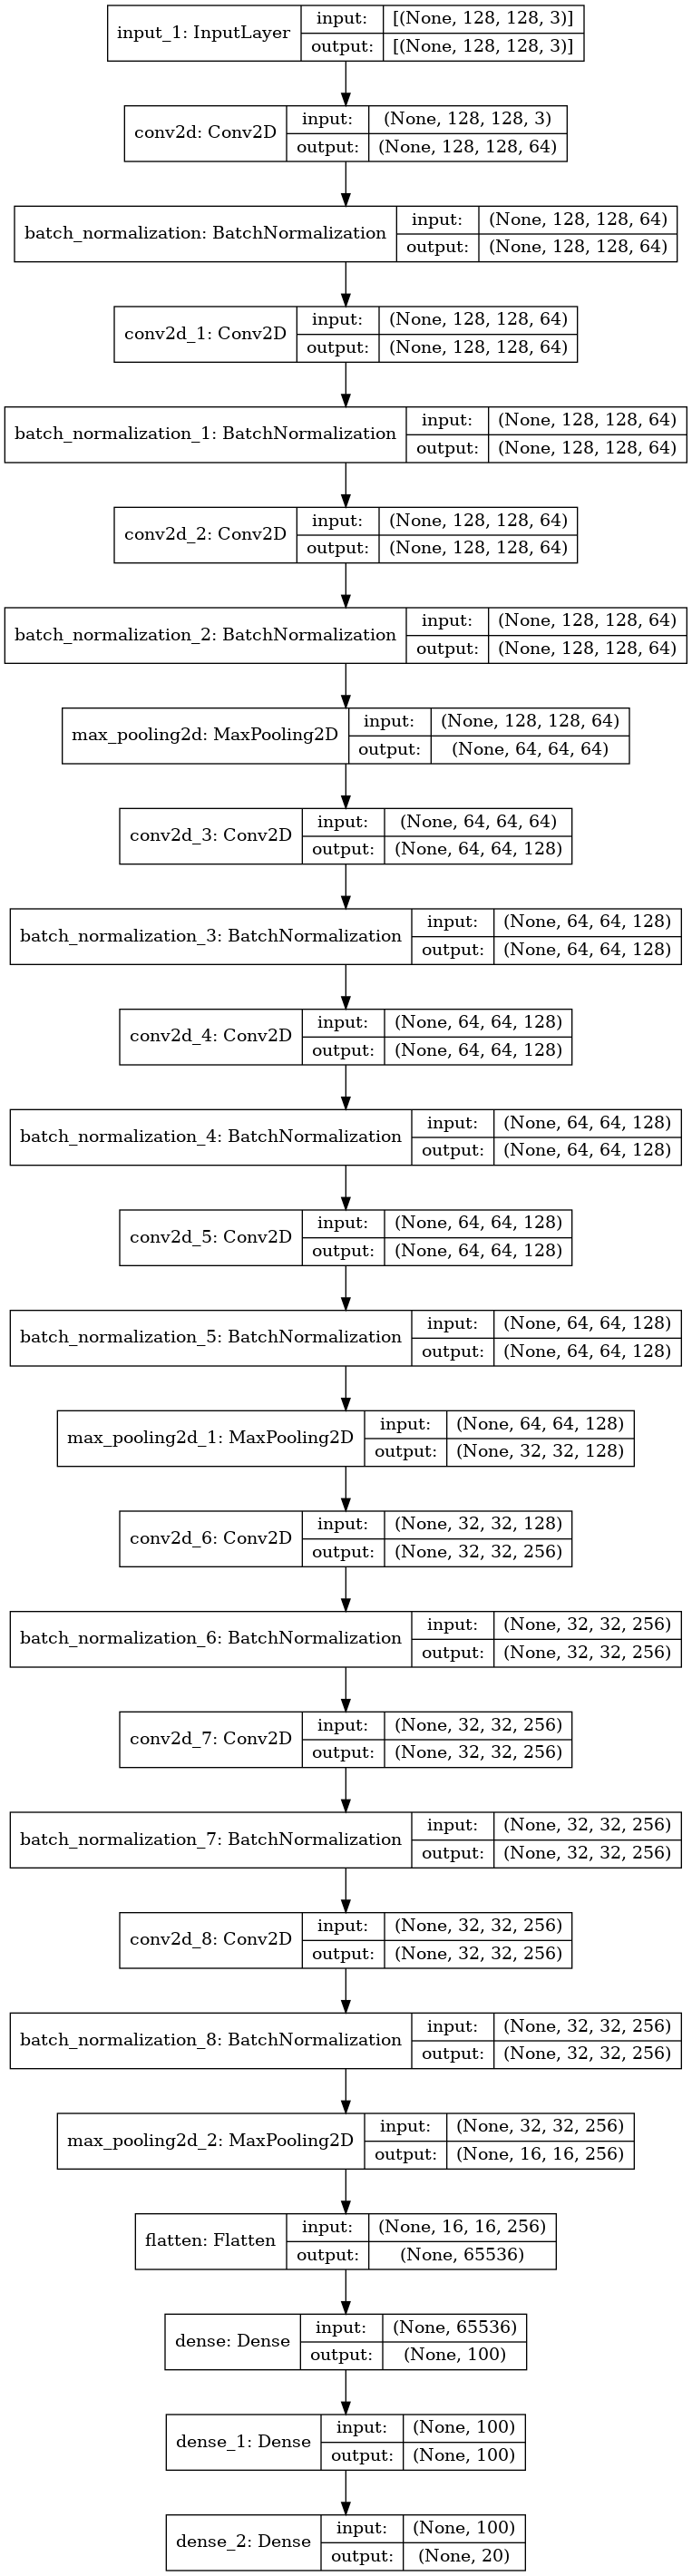 input_1: InputLayer
input: [(None, 128, 128, 3)]
output: [(None, 128, 128, 3)]
conv2d: Conv2D
input: (None, 128, 128, 3)
output: (None, 128, 128, 64)
batch_normalization: BatchNormalization
input: (None, 128, 128, 64)
output: (None, 128, 128, 64)
conv2d_1: Conv2D
input: (None, 128, 128, 64)
output: (None, 128, 128, 64)
batch_normalization_1: BatchNormalization
input: (None, 128, 128, 64)
output: (None, 128, 128, 64)
conv2d_2: Conv2D
input: (None, 128, 128, 64)
output: (None, 128, 128, 64)
batch_normalization_2: BatchNormalization
input: (None, 128, 128, 64)
output: (None, 128, 128, 64)
max_pooling2d: MaxPooling2D
input: (None, 128, 128, 64)
output: (None, 64, 64, 64)
conv2d_3: Conv2D
input: (None, 64, 64, 64)
output: (None, 64, 64, 128)
batch_normalization_3: BatchNormalization
input: (None, 64, 64, 128)
output: (None, 64, 64, 128)
conv2d_4: Conv2D
input: (None, 64, 64, 128)
output: (None, 64, 64, 128)
batch_normalization_4: BatchNormalization
input: (None, 64, 64, 128)
output: (None, 64, 64, 128)
conv2d_5: Conv2D
input: (None, 64, 64, 128)
output: (None, 64, 64, 128)
batch_normalization_5: BatchNormalization
input: (None, 64, 64, 128)
output: (None, 64, 64, 128)
max_pooling2d_1: MaxPooling2D
input: (None, 64, 64, 128)
output: (None, 32, 32, 128)
conv2d_6: Conv2D
input: (None, 32, 32, 128)
output: (None, 32, 32, 256)
batch_normalization_6: BatchNormalization
input: (None, 32, 32, 256)
output: (None, 32, 32, 256)
conv2d_7: Conv2D
input: (None, 32, 32, 256)
output: (None, 32, 32, 256)
batch_normalization_7: BatchNormalization
input: (None, 32, 32, 256)
output: (None, 32, 32, 256)
conv2d_8: Conv2D
input: (None, 32, 32, 256)
output: (None, 32, 32, 256)
batch_normalization_8: BatchNormalization
input: (None, 32, 32, 256)
output: (None, 32, 32, 256)
max_pooling2d_2: MaxPooling2D
input: (None, 32, 32, 256)
output: (None, 16, 16, 256)
flatten: Flatten
input: (None, 16, 16, 256)
output: (None, 65536)
dense: Dense
input: (None, 65536)
output: (None, 100)
dense_1: Dense
input: (None, 100)
output: (None, 100)
dense_2: Dense
input: (None, 100)
output: (None, 20)